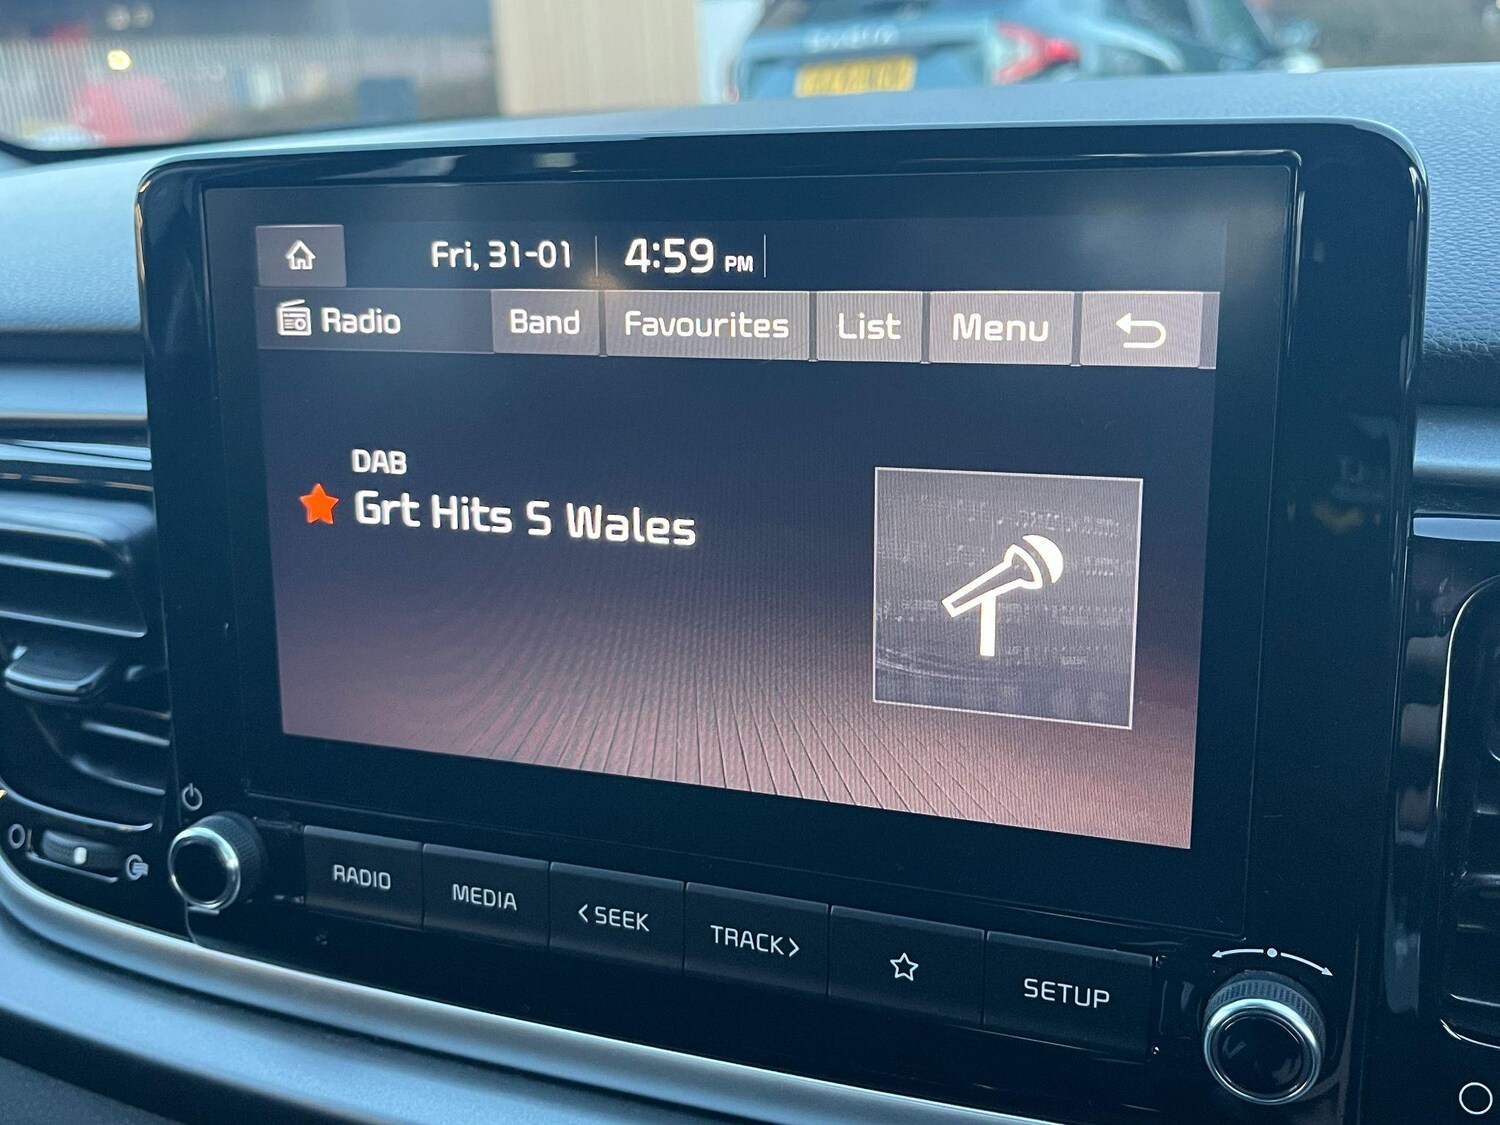 Fri, 31-01 4:59 PM
Radio Band Favourites List Menu
DAB
Grt Hits S Wales
RADIO MEDIA <SEEK TRACK> SETUP